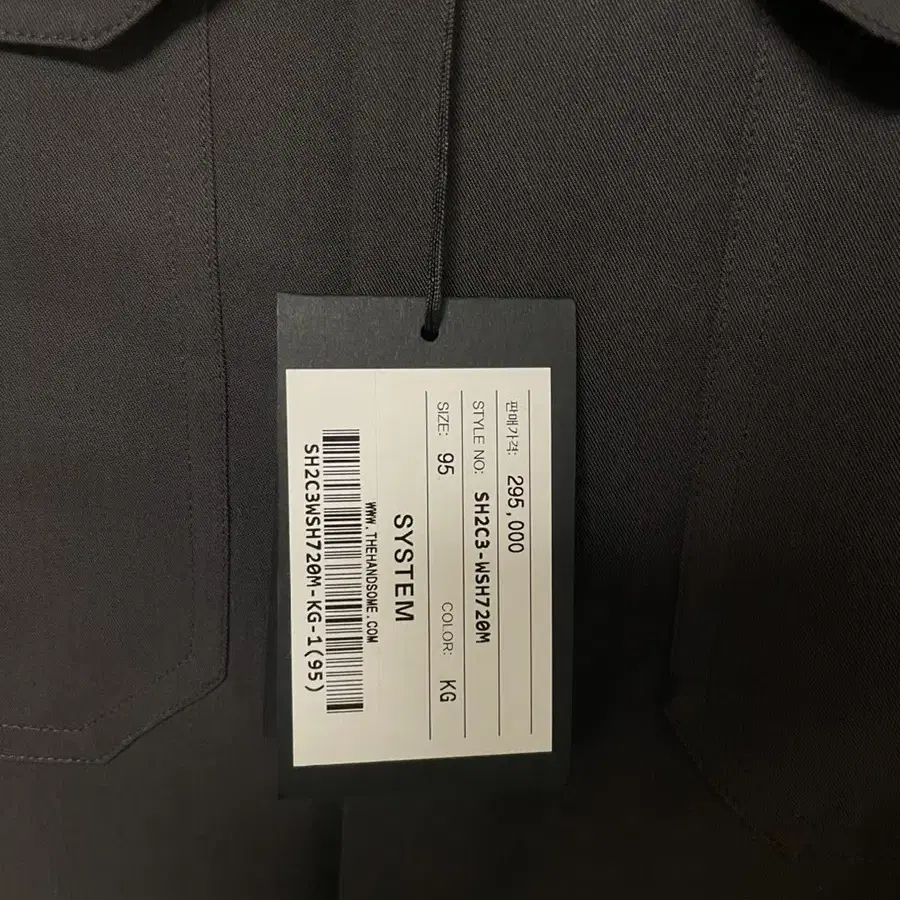 판매가격: 295,000
STYLE NO: SH2C3-WSH720M
SIZE: 95 COLOR: KG
SYSTEM
WWW.THEHANDSOME.COM
SH2C3WSH720M-KG-1(95)